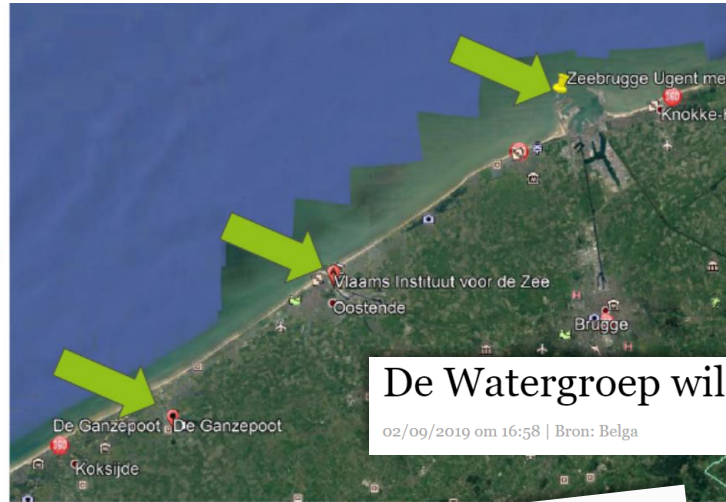 Zeebrugge Ugent me
Knokke-H
Vlaams Instituut voor de Zee
Oostende
Brugge
De Ganzepoot
De Ganzepoot
Koksijde
De Watergroep wil
02/09/2019 om 16:58 | Bron: Belga